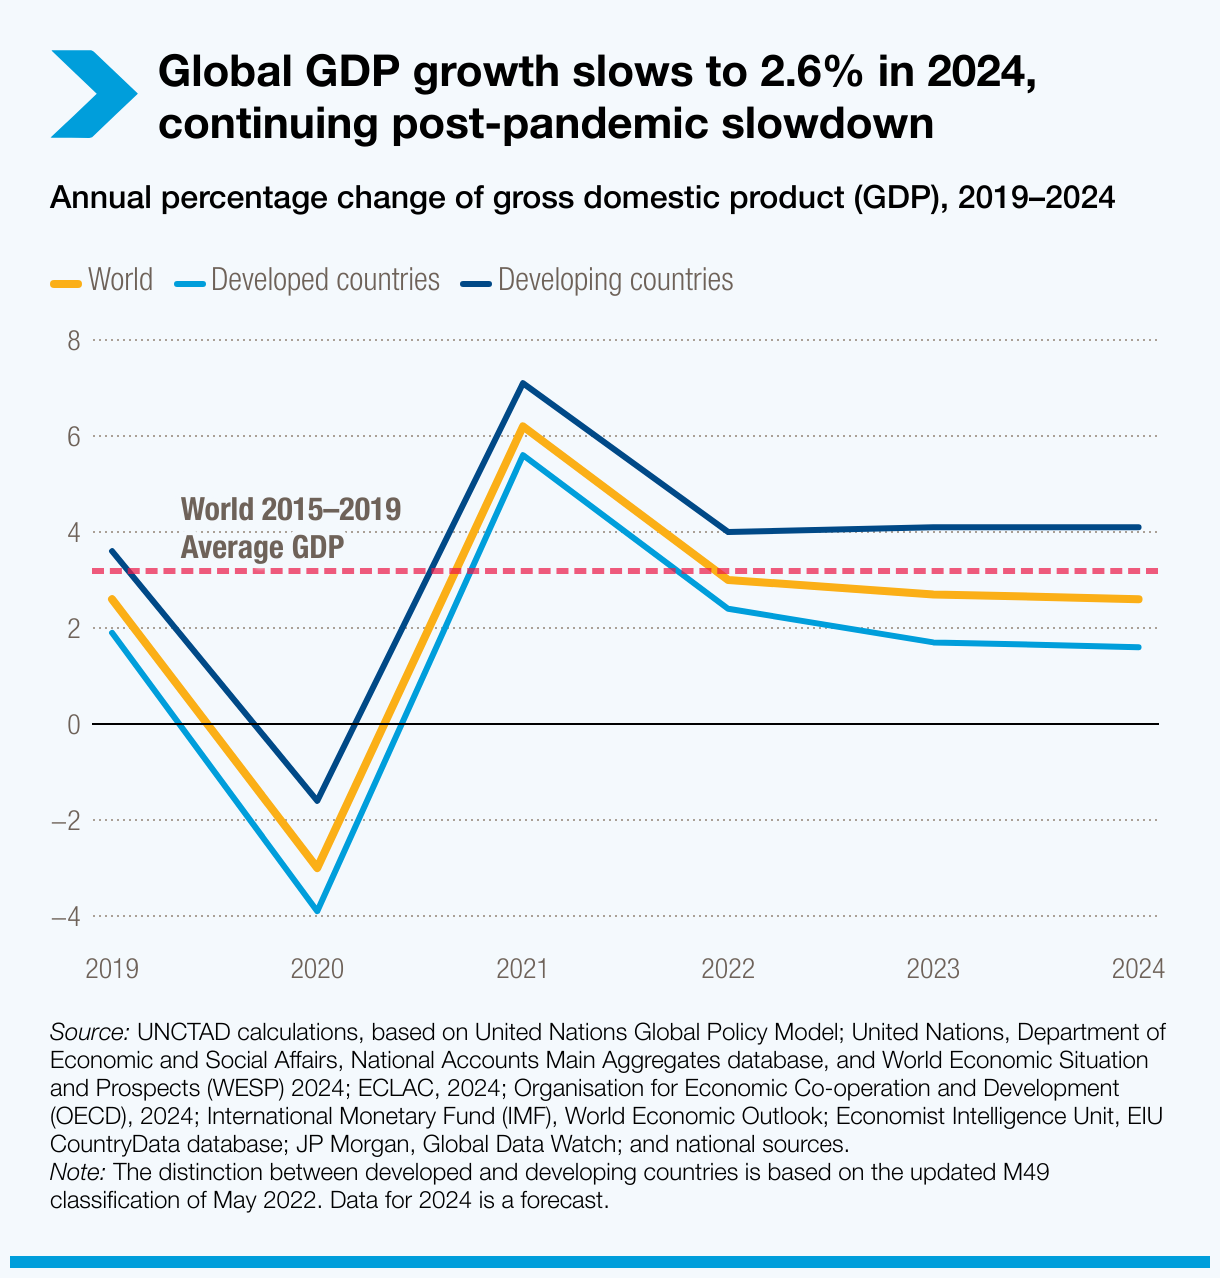 Global GDP growth slows to 2.6% in 2024,
continuing post-pandemic slowdown
Annual percentage change of gross domestic product (GDP), 2019–2024
World Developed countries Developing countries
8
6
World 2015–2019
4
Average GDP
2
0
−2
−4
2019 2020 2021 2022 2023 2024
Source: UNCTAD calculations, based on United Nations Global Policy Model; United Nations, Department of
Economic and Social Affairs, National Accounts Main Aggregates database, and World Economic Situation
and Prospects (WESP) 2024; ECLAC, 2024; Organisation for Economic Co-operation and Development
(OECD), 2024; International Monetary Fund (IMF), World Economic Outlook; Economist Intelligence Unit, EIU
CountryData database; JP Morgan, Global Data Watch; and national sources.
Note: The distinction between developed and developing countries is based on the updated M49
classification of May 2022. Data for 2024 is a forecast.